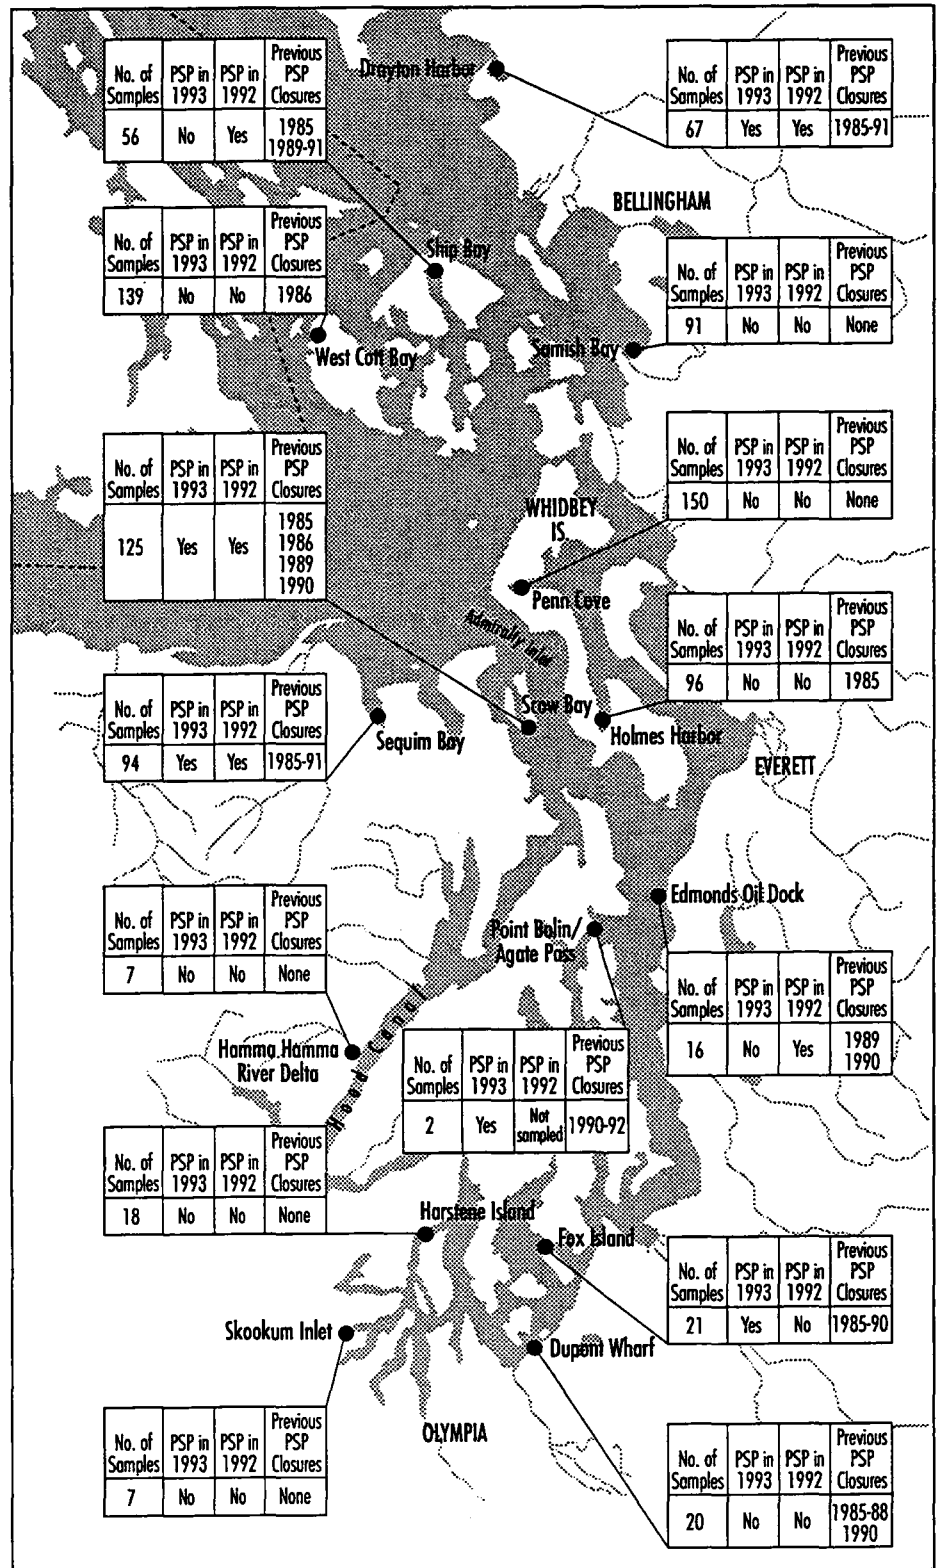 No. of Samples PSP in 1993 PSP in 1992 Previous PSP Closures
56 No Yes 1985 1989-91
Drayton Harbor
No. of Samples PSP in 1993 PSP in 1992 Previous PSP Closures
67 Yes Yes 1985-91
BELLINGHAM
No. of Samples PSP in 1993 PSP in 1992 Previous PSP Closures
139 No No 1986
Ship Bay
West Cott Bay
No. of Samples PSP in 1993 PSP in 1992 Previous PSP Closures
91 No No None
Samish Bay
No. of Samples PSP in 1993 PSP in 1992 Previous PSP Closures
150 No No None
No. of Samples PSP in 1993 PSP in 1992 Previous PSP Closures
125 Yes Yes 1985 1986 1989 1990
WHIDBEY
IS.
Penn Cove
Admiralty Inlet
No. of Samples PSP in 1993 PSP in 1992 Previous PSP Closures
96 No No 1985
No. of Samples PSP in 1993 PSP in 1992 Previous PSP Closures
94 Yes Yes 1985-91
Sequim Bay
Scow Bay
Holmes Harbor
EVERETT
Edmonds Oil Dock
Point Bolin/
Agate Pass
No. of Samples PSP in 1993 PSP in 1992 Previous PSP Closures
7 No No None
No. of Samples PSP in 1993 PSP in 1992 Previous PSP Closures
16 No Yes 1989 1990
Hamma Hamma
River Delta
Hood Canal
No. of Samples PSP in 1993 PSP in 1992 Previous PSP Closures
2 Yes Not sampled 1990-92
No. of Samples PSP in 1993 PSP in 1992 Previous PSP Closures
18 No No None
Harstene Island
Fox Island
No. of Samples PSP in 1993 PSP in 1992 Previous PSP Closures
21 Yes No 1985-90
Skookum Inlet
Dupont Wharf
OLYMPIA
No. of Samples PSP in 1993 PSP in 1992 Previous PSP Closures
7 No No None
No. of Samples PSP in 1993 PSP in 1992 Previous PSP Closures
20 No No 1985-88 1990